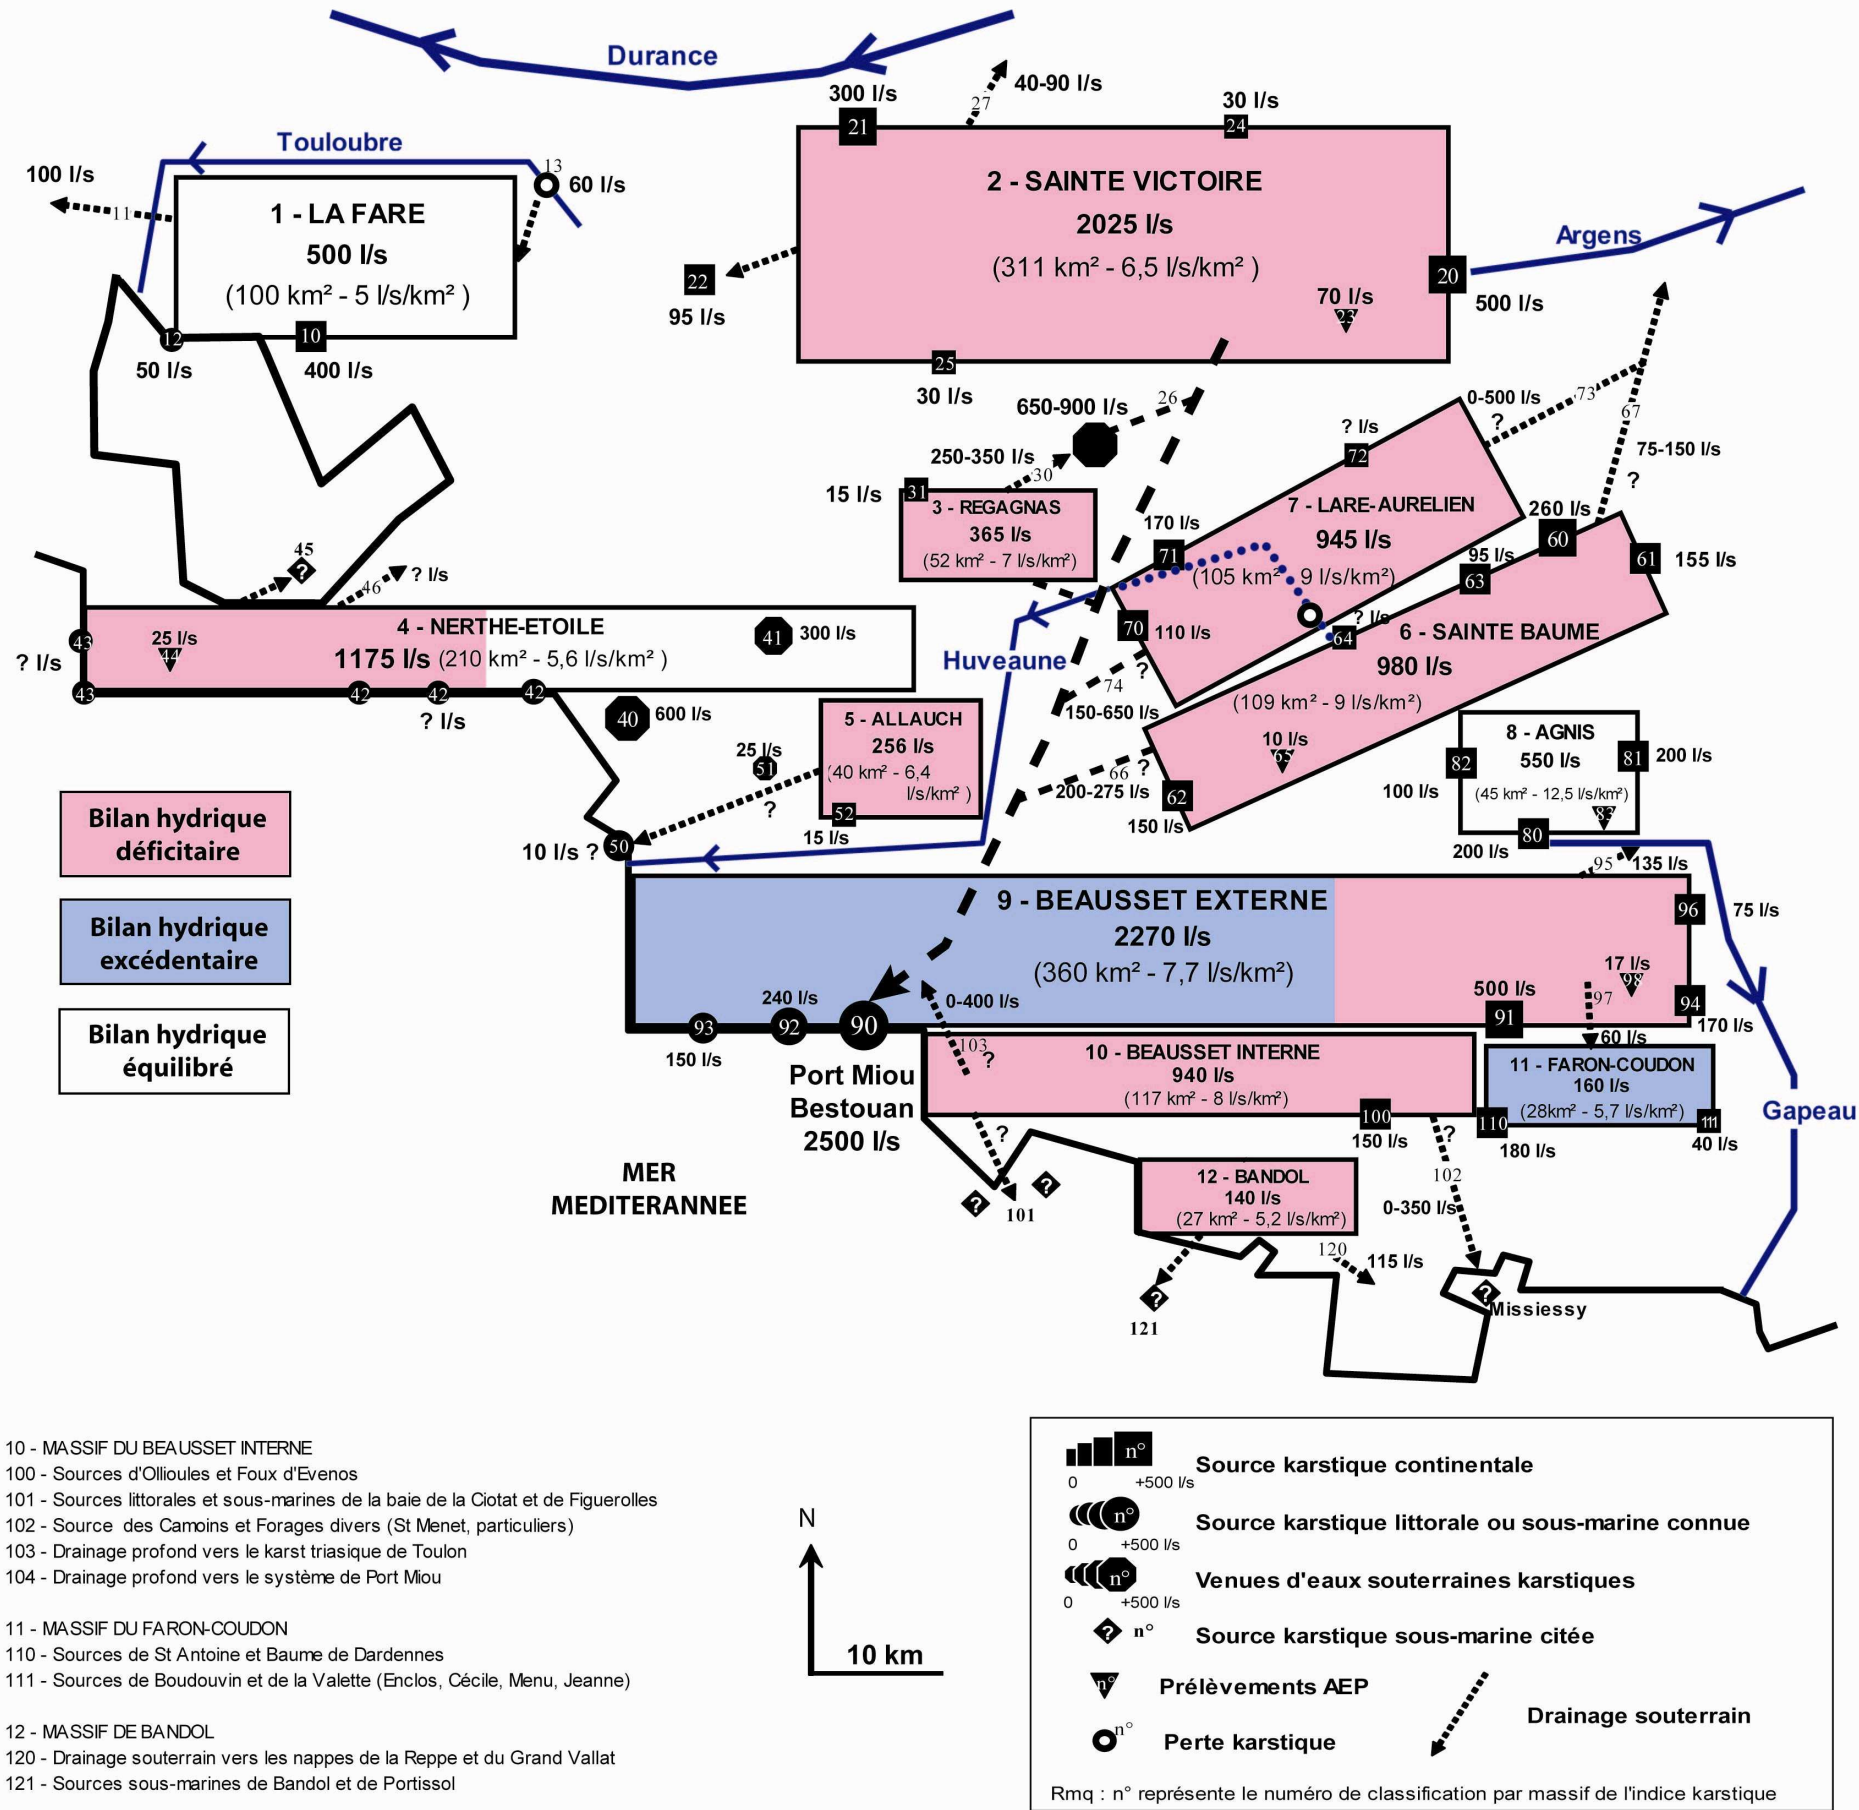 Durance
40-90 l/s
27
300 l/s
21
30 l/s
24
Touloubre
100 l/s
11
13
60 l/s
1 - LA FARE
500 l/s
(100 km² - 5 l/s/km² )
12
50 l/s
10
400 l/s
2 - SAINTE VICTOIRE
2025 l/s
(311 km² - 6,5 l/s/km² )
70 l/s
23
22
95 l/s
20
500 l/s
Argens
25
30 l/s
650-900 l/s
26
250-350 l/s
30
15 l/s
31
3 - REGAGNAS
365 l/s
(52 km² - 7 l/s/km²)
? l/s
72
0-500 l/s
?
73
67
75-150 l/s
?
170 l/s
71
7 - LARE-AURELIEN
945 l/s
(105 km² 9 l/s/km²)
70
110 l/s
260 l/s
60
95 l/s
63
61
155 l/s
? l/s
64
6 - SAINTE BAUME
980 l/s
(109 km² - 9 l/s/km²)
10 l/s
65
74
?
150-650 l/s
66
?
200-275 l/s
62
150 l/s
Huveaune
45
?
46
? l/s
4 - NERTHE-ETOILE
1175 l/s (210 km² - 5,6 l/s/km² )
25 l/s
44
41
300 l/s
43
? l/s
43
42
42
42
? l/s
40
600 l/s
5 - ALLAUCH
256 l/s
(40 km² - 6,4
l/s/km² )
25 l/s
51
?
52
15 l/s
10 l/s ?
50
8 - AGNIS
550 l/s
(45 km² - 12,5 l/s/km²)
83
82
100 l/s
81
200 l/s
80
200 l/s
95
135 l/s
Bilan hydrique
déficitaire
Bilan hydrique
excédentaire
Bilan hydrique
équilibré
9 - BEAUSSET EXTERNE
2270 l/s
(360 km² - 7,7 l/s/km²)
96
75 l/s
17 l/s
98
94
170 l/s
500 l/s
91
97
60 l/s
240 l/s
93
92
90
150 l/s
0-400 l/s
103
?
Port Miou
Bestouan
2500 l/s
10 - BEAUSSET INTERNE
940 l/s
(117 km² - 8 l/s/km²)
100
150 l/s
11 - FARON-COUDON
160 l/s
(28km² - 5,7 l/s/km²)
110
180 l/s
111
40 l/s
Gapeau
MER
MEDITERANNEE
?
?
?
101
12 - BANDOL
140 l/s
(27 km² - 5,2 l/s/km²)
?
102
0-350 l/s
120
115 l/s
?
121
?
Missiessy
10 - MASSIF DU BEAUSSET INTERNE
100 - Sources d'Ollioules et Foux d'Evenos
101 - Sources littorales et sous-marines de la baie de la Ciotat et de Figuerolles
102 - Source des Camoins et Forages divers (St Menet, particuliers)
103 - Drainage profond vers le karst triasique de Toulon
104 - Drainage profond vers le système de Port Miou
11 - MASSIF DU FARON-COUDON
110 - Sources de St Antoine et Baume de Dardennes
111 - Sources de Boudouvin et de la Valette (Enclos, Cécile, Menu, Jeanne)
12 - MASSIF DE BANDOL
120 - Drainage souterrain vers les nappes de la Reppe et du Grand Vallat
121 - Sources sous-marines de Bandol et de Portissol
N
10 km
n°
0 +500 l/s
Source karstique continentale
n°
0 +500 l/s
Source karstique littorale ou sous-marine connue
n°
0 +500 l/s
Venues d'eaux souterraines karstiques
? n°
Source karstique sous-marine citée
n°
Prélèvements AEP
n°
Perte karstique
Drainage souterrain
Rmq : n° représente le numéro de classification par massif de l'indice karstique